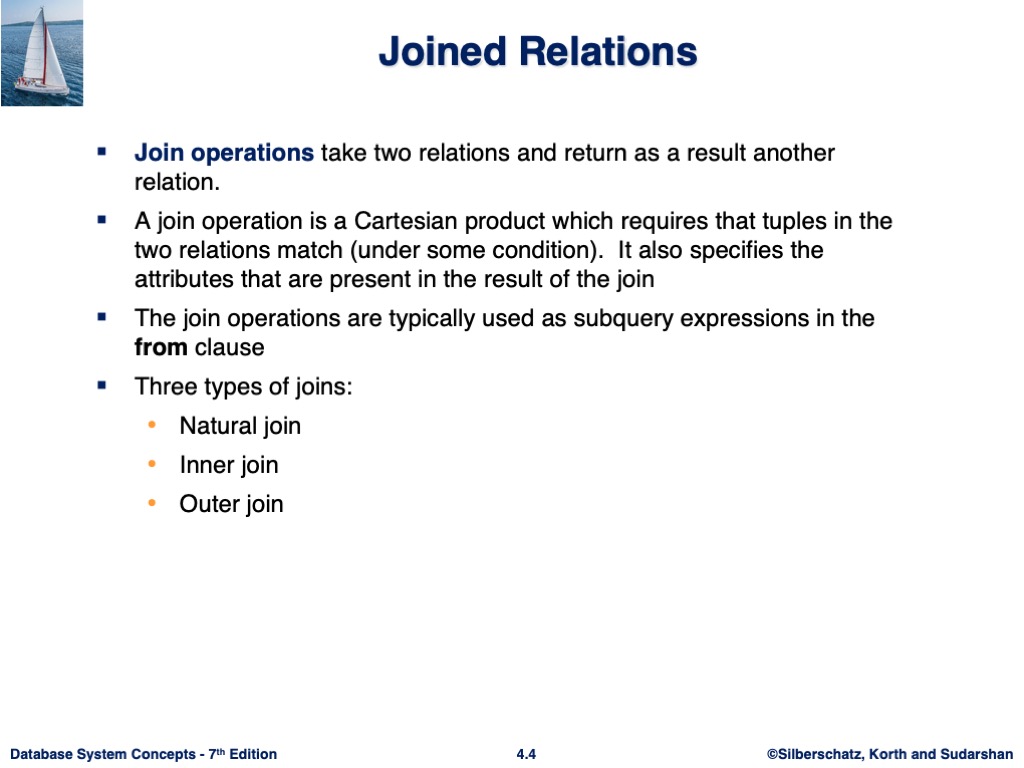 Joined Relations
▪ Join operations take two relations and return as a result another
relation.
▪ A join operation is a Cartesian product which requires that tuples in the
two relations match (under some condition).  It also specifies the
attributes that are present in the result of the join
▪ The join operations are typically used as subquery expressions in the
from clause
▪ Three types of joins:
• Natural join
• Inner join
• Outer join
Database System Concepts - 7th Edition
4.4
©Silberschatz, Korth and Sudarshan